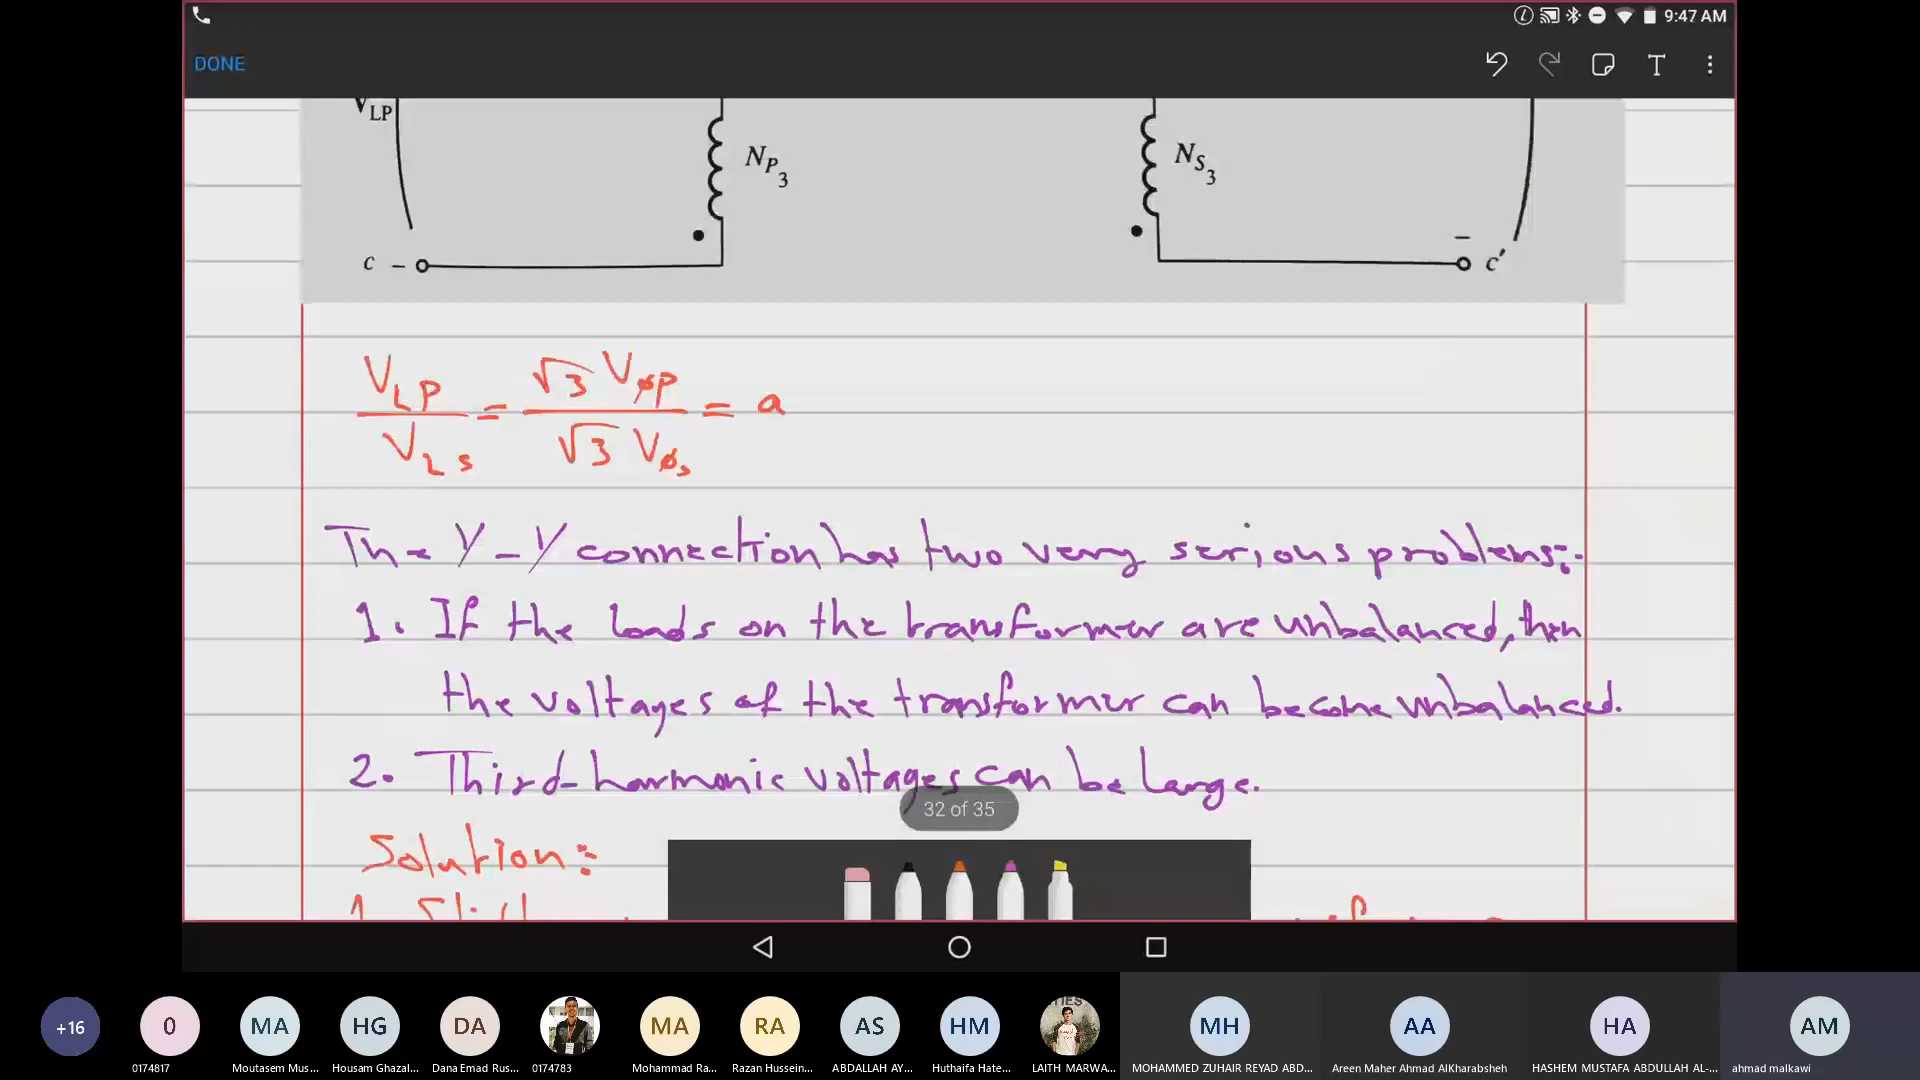 9:47 AM
DONE
VLP
NP3
NS3
c –
– c′
VLP / VLs = √3 Vφp / √3 Vφs = a
The Y-Y connection has two very serious problems:-
1. If the loads on the transformer are unbalanced, then
the voltages of the transformer can become unbalanced.
2. Third-harmonic voltages can be large.
32 of 35
Solution:
1.
+16 0 MA HG DA MA RA AS HM MH AA HA AM
0174817 Moutasem Mus... Housam Ghazal... Dana Emad Rus... 0174783 Mohammad Ra... Razan Hussein... ABDALLAH AY... Huthaifa Hate... LAITH MARWA... MOHAMMED ZUHAIR REYAD ABD... Areen Maher Ahmad AlKharabsheh HASHEM MUSTAFA ABDULLAH AL-... ahmad malkawi